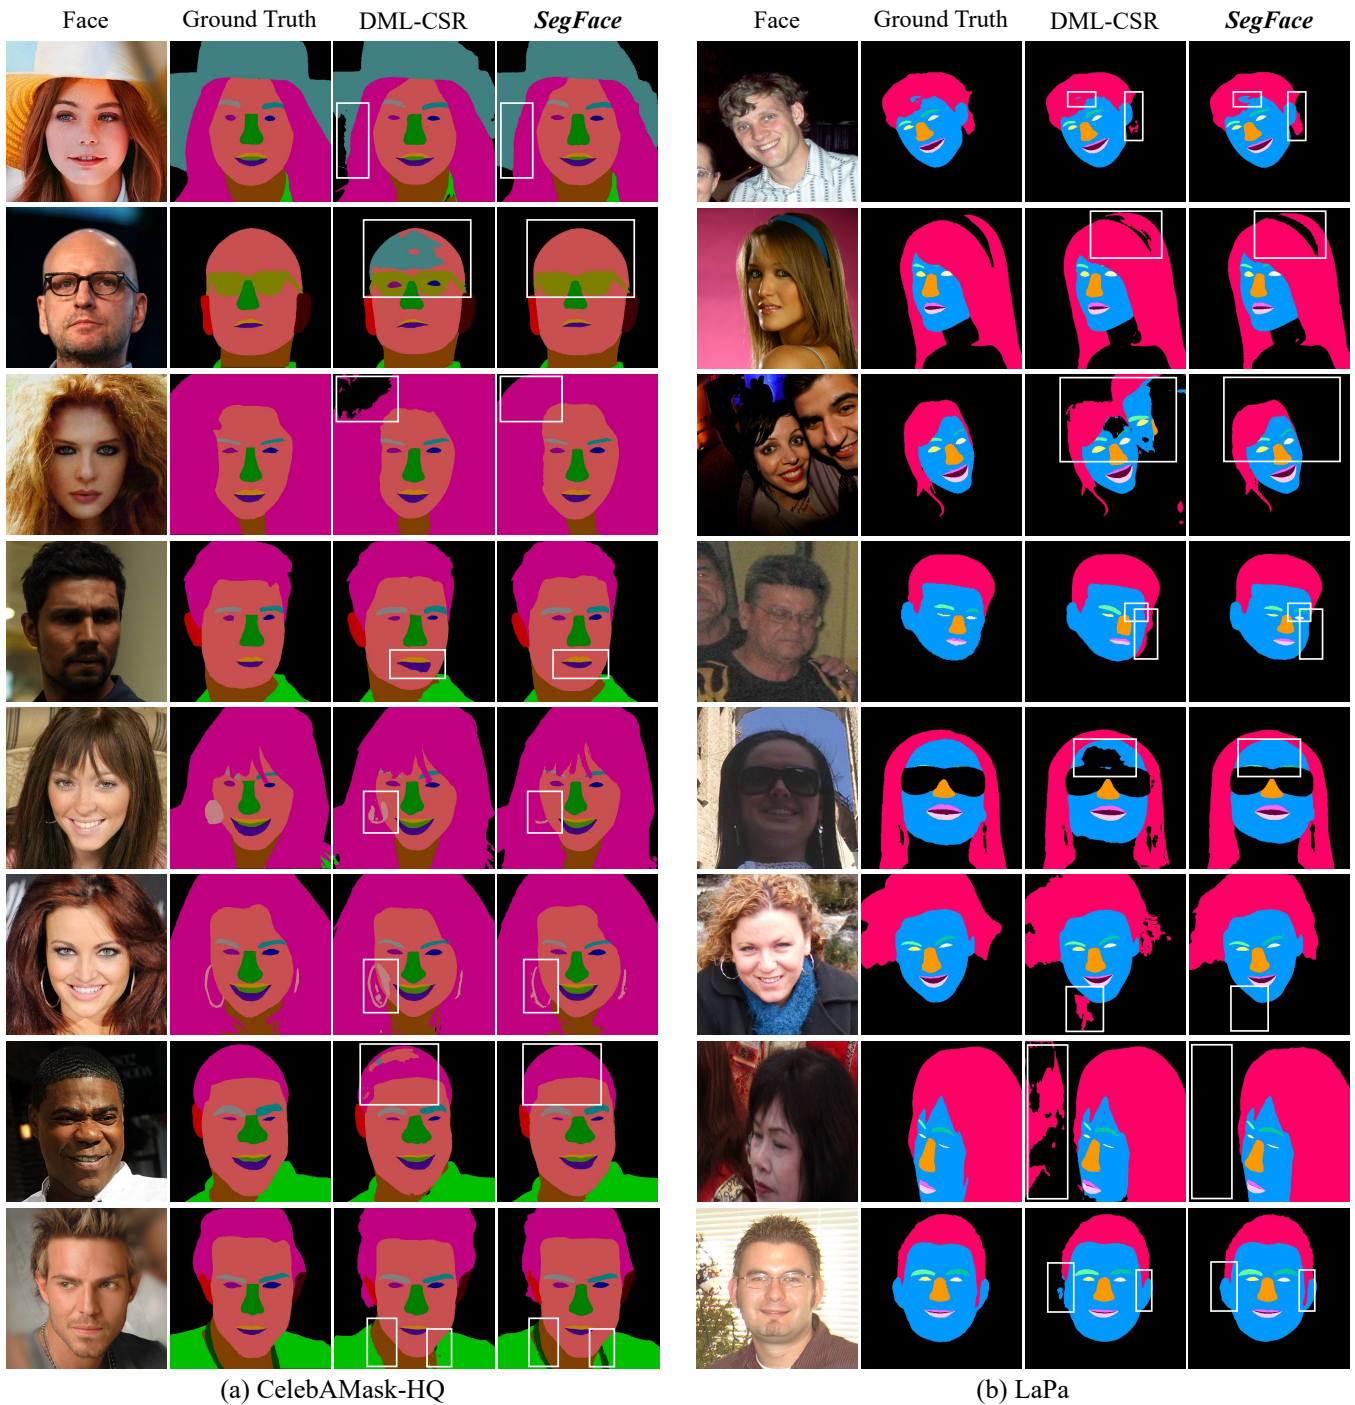 Face Ground Truth DML-CSR SegFace Face Ground Truth DML-CSR SegFace
(a) CelebAMask-HQ (b) LaPa